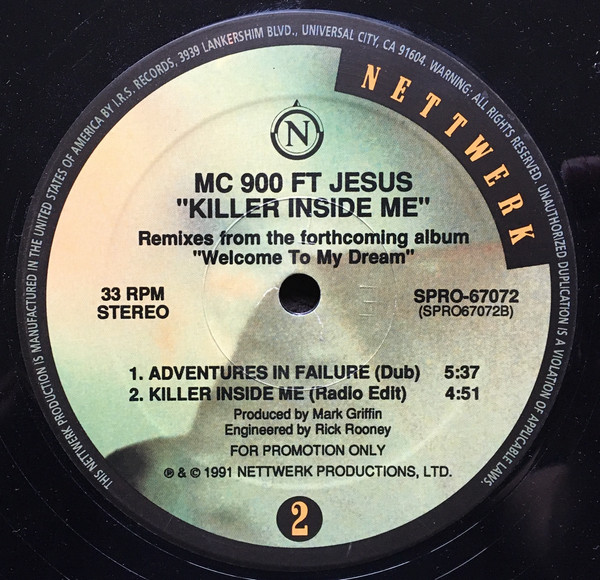 THIS NETTWERK PRODUCTION IS MANUFACTURED IN THE UNITED STATES OF AMERICA BY I.R.S. RECORDS, 3939 LANKERSHIM BLVD., UNIVERSAL CITY, CA 91604. WARNING: ALL RIGHTS RESERVED. UNAUTHORIZED DUPLICATION IS A VIOLATION OF APPLICABLE LAWS.
NETTWERK
N
MC 900 FT JESUS
"KILLER INSIDE ME"
Remixes from the forthcoming album
"Welcome To My Dream"
33 RPM
STEREO
SPRO-67072
(SPRO67072B)
1. ADVENTURES IN FAILURE (Dub) 5:37
2. KILLER INSIDE ME (Radio Edit) 4:51
Produced by Mark Griffin
Engineered by Rick Rooney
FOR PROMOTION ONLY
℗ & © 1991 NETTWERK PRODUCTIONS, LTD.
2